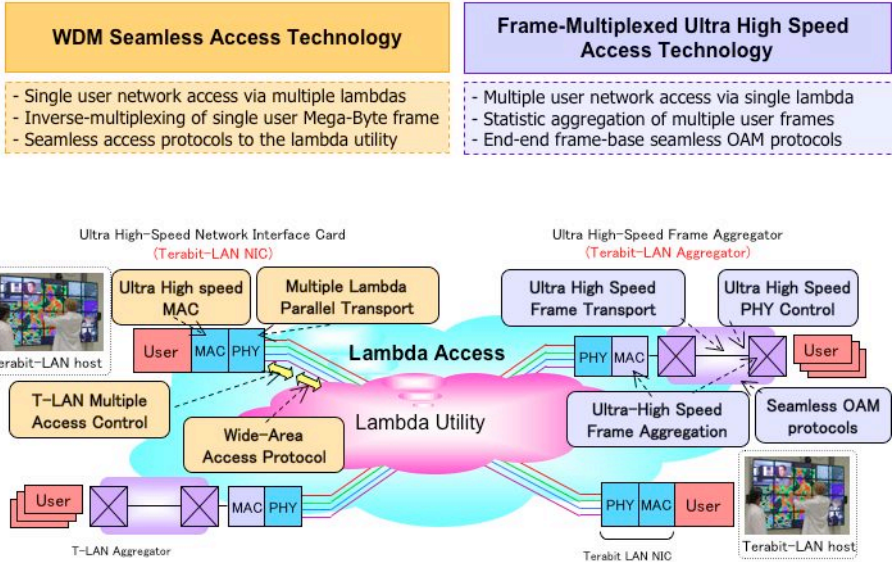 WDM Seamless Access Technology
Frame-Multiplexed Ultra High Speed
Access Technology
- Single user network access via multiple lambdas
- Inverse-multiplexing of single user Mega-Byte frame
- Seamless access protocols to the lambda utility
- Multiple user network access via single lambda
- Statistic aggregation of multiple user frames
- End-end frame-base seamless OAM protocols
Ultra High-Speed Network Interface Card
(Terabit-LAN NIC)
Ultra High-Speed Frame Aggregator
(Terabit-LAN Aggregator)
Ultra High speed
MAC
Multiple Lambda
Parallel Transport
Ultra High Speed
Frame Transport
Ultra High Speed
PHY Control
User
MAC
PHY
Lambda Access
PHY
MAC
User
Terabit-LAN host
T-LAN Multiple
Access Control
Wide-Area
Access Protocol
Lambda Utility
Ultra-High Speed
Frame Aggregation
Seamless OAM
protocols
User
MAC
PHY
PHY
MAC
User
T-LAN Aggregator
Terabit LAN NIC
Terabit-LAN host